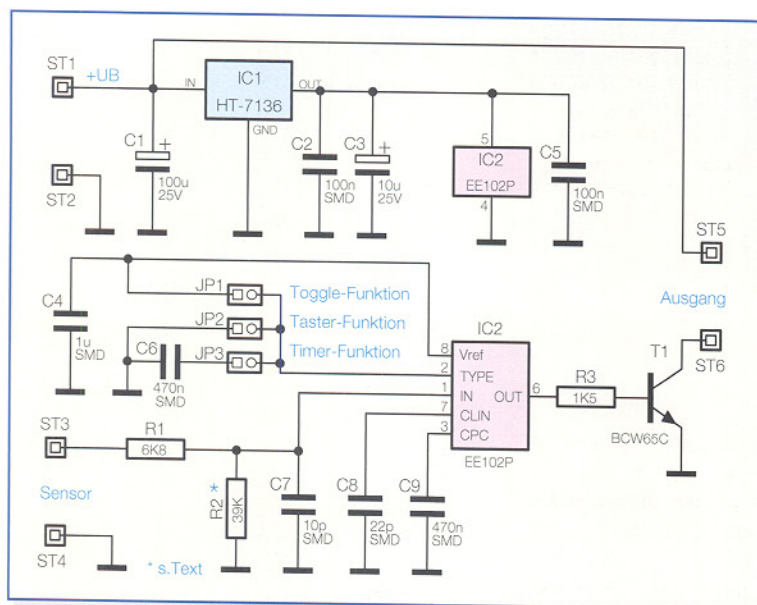 ST1
+UB
IN
IC1
HT-7136
OUT
GND
C1
+
100u
25V
C2
100n
SMD
C3
+
10u
25V
5
IC2
EE102P
4
C5
100n
SMD
ST2
ST5
Ausgang
ST6
C4
1u
SMD
JP1
Toggle-Funktion
JP2
Taster-Funktion
C6
470n
SMD
JP3
Timer-Funktion
IC2
8
Vref
2
TYPE
1
IN
OUT
6
7
CLIN
3
CPC
EE102P
R3
1K5
T1
BCW65C
ST3
R1
6K8
Sensor
*
R2
39K
C7
10p
SMD
C8
22p
SMD
C9
470n
SMD
ST4
* s.Text